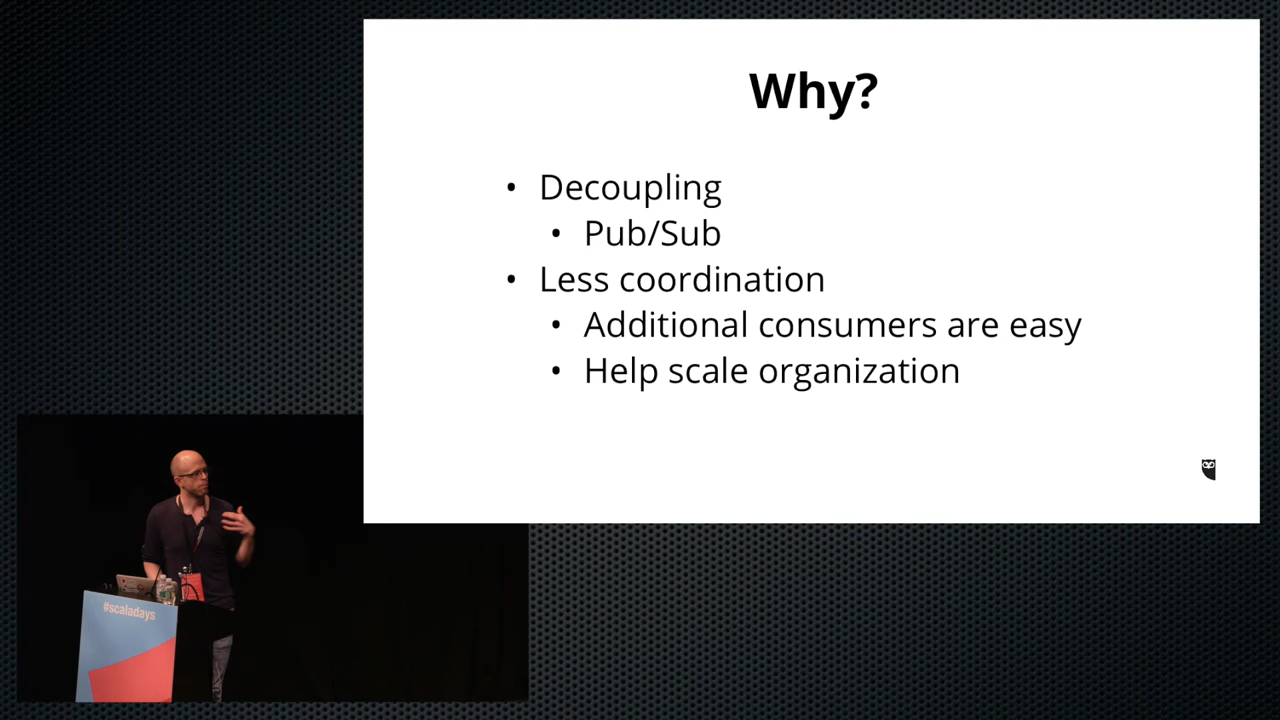 Why?
• Decoupling
• Pub/Sub
• Less coordination
• Additional consumers are easy
• Help scale organization
#scaladays